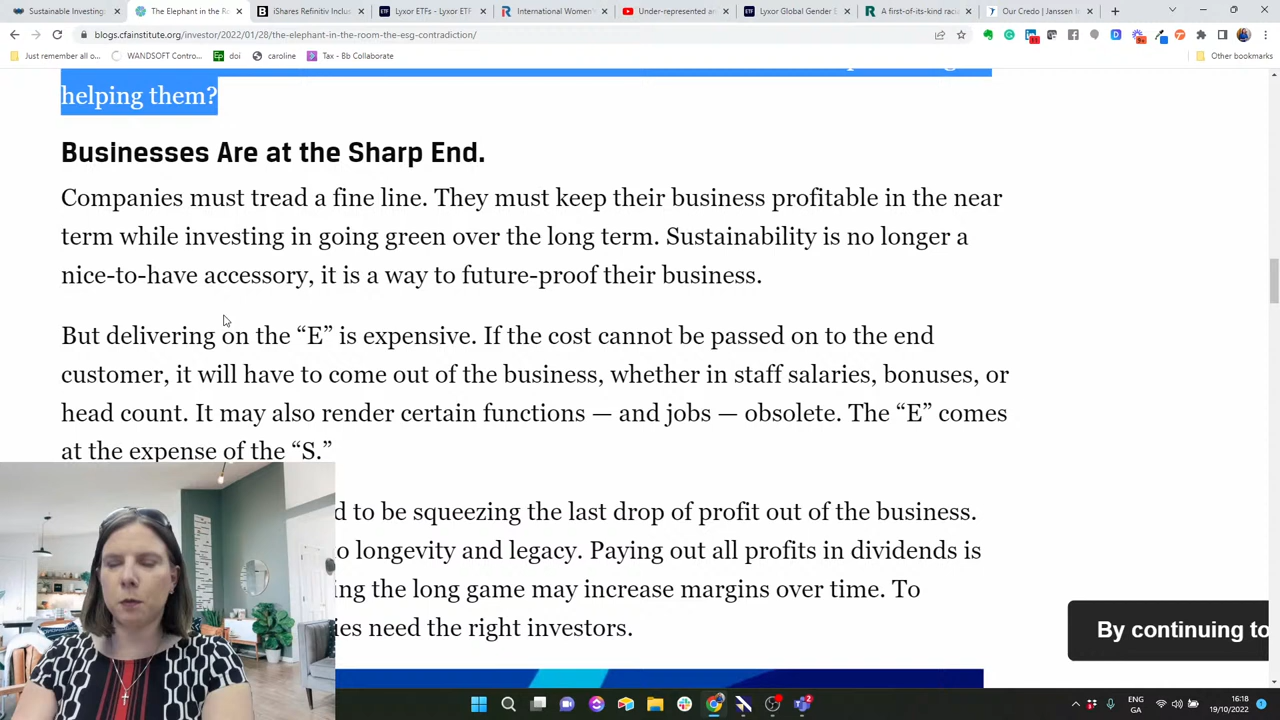 Sustainable Investing
The Elephant in the Ro
iShares Refinitiv Inclus
Lyxor ETFs - Lyxor ETF
International Women's
Under-represented an
Lyxor Global Gender E
A first-of-its-kind racia
"Our Credo | Janssen I
blogs.cfainstitute.org/investor/2022/01/28/the-elephant-in-the-room-the-esg-contradiction/
Just remember all o...
WANDSOFT Contro...
doi
caroline
Tax - Bb Collaborate
Other bookmarks
helping them?
Businesses Are at the Sharp End.
Companies must tread a fine line. They must keep their business profitable in the near
term while investing in going green over the long term. Sustainability is no longer a
nice-to-have accessory, it is a way to future-proof their business.
But delivering on the “E” is expensive. If the cost cannot be passed on to the end
customer, it will have to come out of the business, whether in staff salaries, bonuses, or
head count. It may also render certain functions — and jobs — obsolete. The “E” comes
at the expense of the “S.”
d to be squeezing the last drop of profit out of the business.
o longevity and legacy. Paying out all profits in dividends is
ing the long game may increase margins over time. To
ies need the right investors.
By continuing to
ENG
GA
16:18
19/10/2022